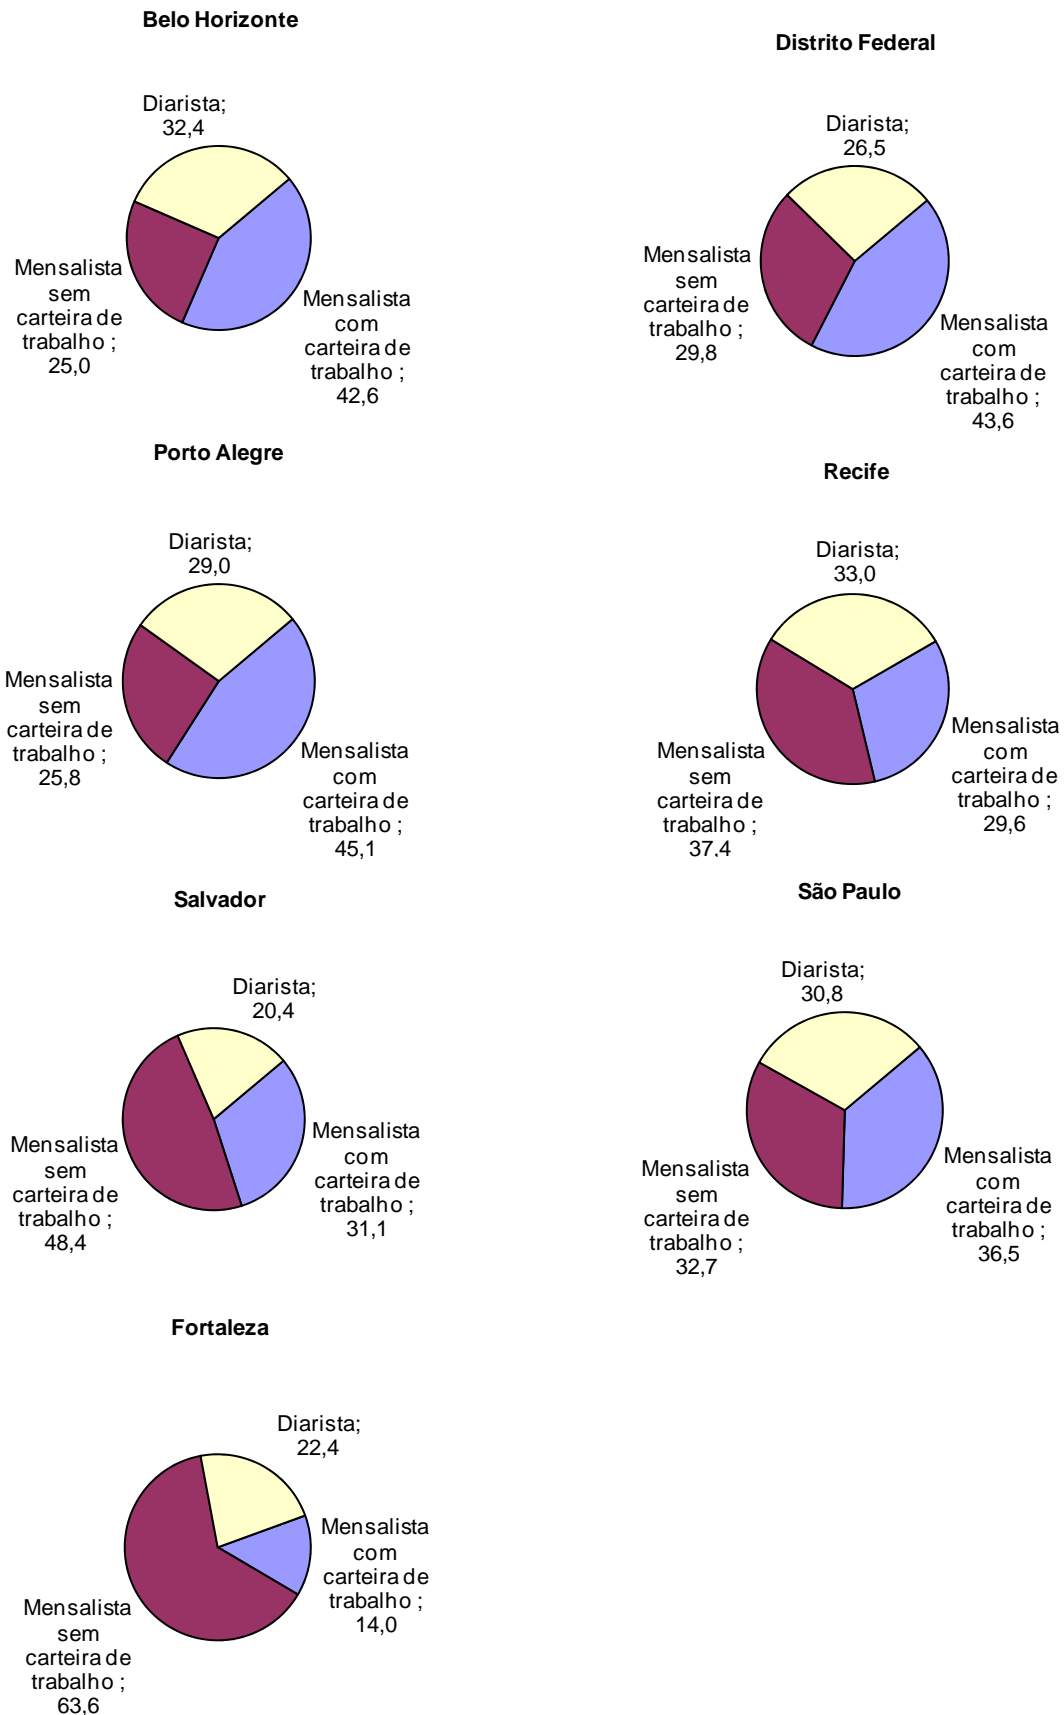 Belo Horizonte
Diarista;
32,4
Mensalista
sem
carteira de
trabalho ;
25,0
Mensalista
com
carteira de
trabalho ;
42,6
Distrito Federal
Diarista;
26,5
Mensalista
sem
carteira de
trabalho ;
29,8
Mensalista
com
carteira de
trabalho ;
43,6
Porto Alegre
Diarista;
29,0
Mensalista
sem
carteira de
trabalho ;
25,8
Mensalista
com
carteira de
trabalho ;
45,1
Recife
Diarista;
33,0
Mensalista
sem
carteira de
trabalho ;
37,4
Mensalista
com
carteira de
trabalho ;
29,6
Salvador
Diarista;
20,4
Mensalista
sem
carteira de
trabalho ;
48,4
Mensalista
com
carteira de
trabalho ;
31,1
São Paulo
Diarista;
30,8
Mensalista
sem
carteira de
trabalho ;
32,7
Mensalista
com
carteira de
trabalho ;
36,5
Fortaleza
Diarista;
22,4
Mensalista
com
carteira de
trabalho ;
14,0
Mensalista
sem
carteira de
trabalho ;
63,6